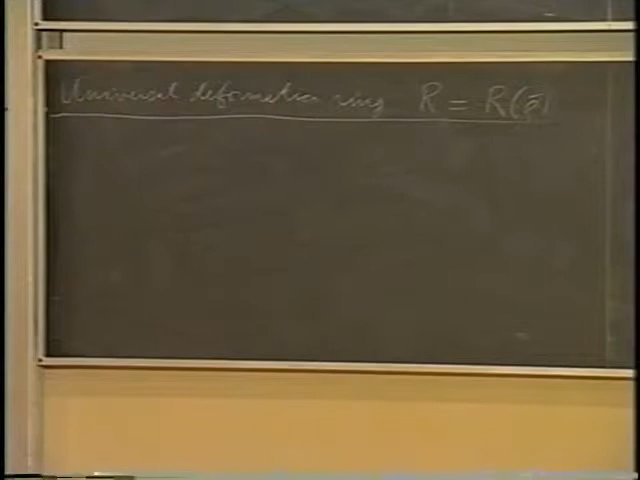 Universal deformation ring R = R(ρ̄)